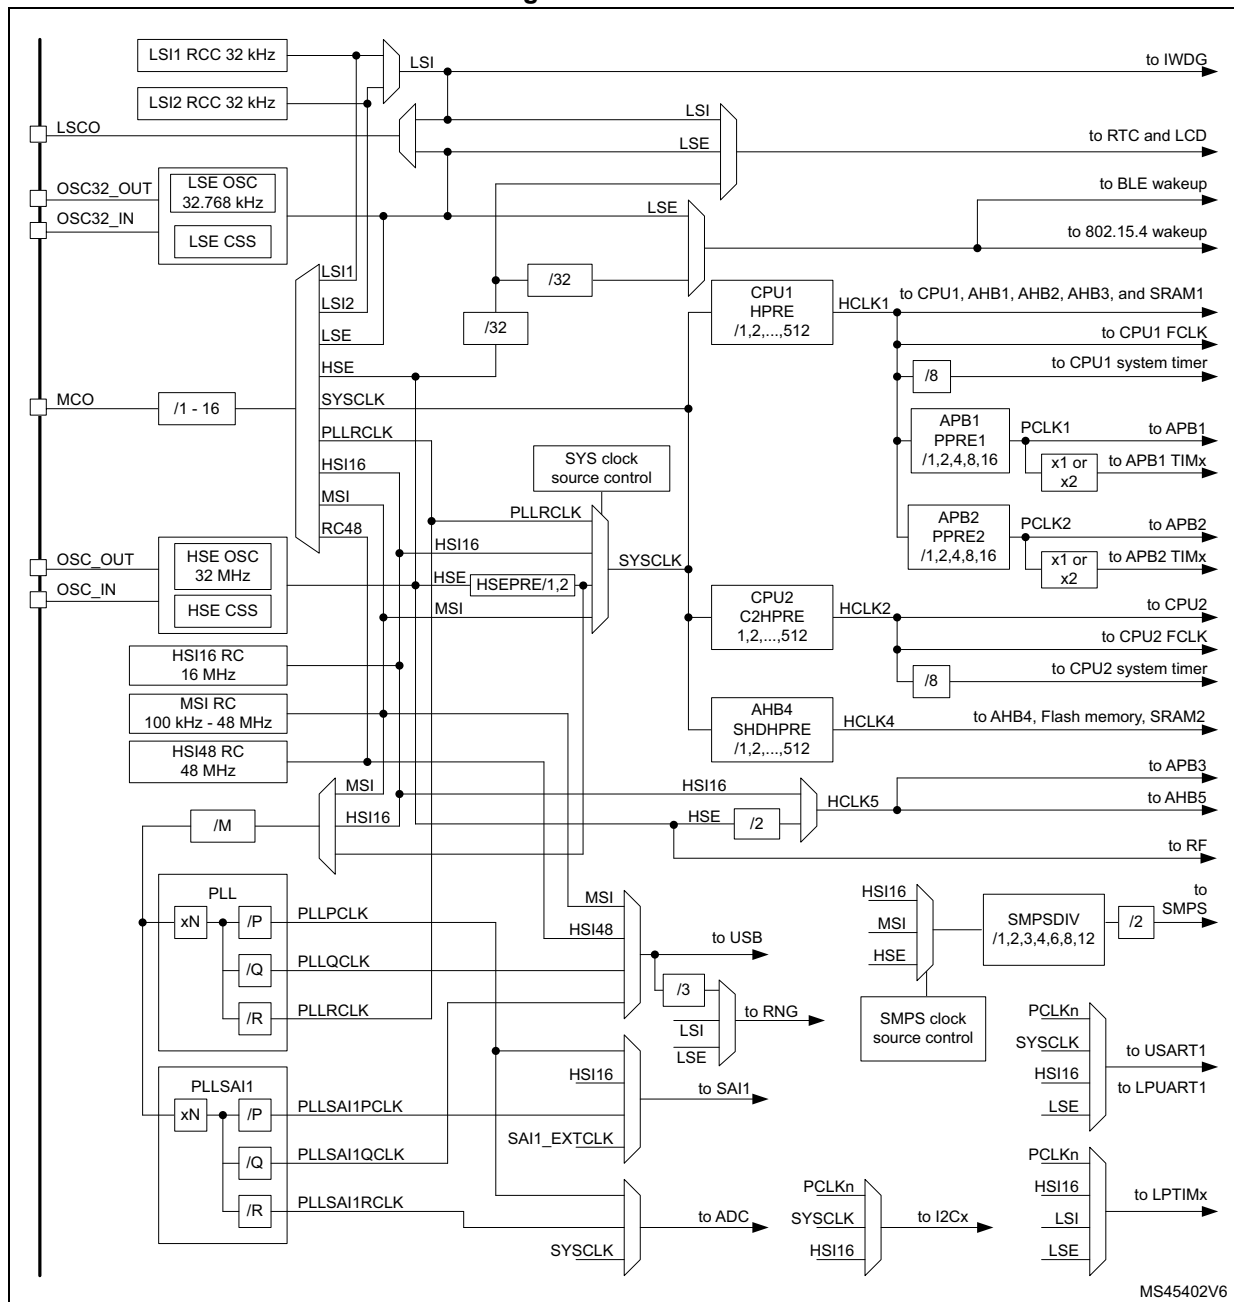 LSI1 RCC 32 kHz
LSI
to IWDG
LSI2 RCC 32 kHz
LSCO
LSI
LSE
to RTC and LCD
OSC32_OUT
OSC32_IN
LSE OSC
32.768 kHz
LSE CSS
LSE
to BLE wakeup
to 802.15.4 wakeup
/32
/32
LSI1
LSI2
LSE
HSE
SYSCLK
PLLRCLK
HSI16
MSI
RC48
MCO
/1 - 16
CPU1
HPRE
/1,2,...,512
HCLK1
to CPU1, AHB1, AHB2, AHB3, and SRAM1
to CPU1 FCLK
/8
to CPU1 system timer
APB1
PPRE1
/1,2,4,8,16
PCLK1
to APB1
x1 or
x2
to APB1 TIMx
APB2
PPRE2
/1,2,4,8,16
PCLK2
to APB2
x1 or
x2
to APB2 TIMx
SYS clock
source control
PLLRCLK
HSI16
HSE
HSEPRE/1,2
MSI
SYSCLK
OSC_OUT
OSC_IN
HSE OSC
32 MHz
HSE CSS
CPU2
C2HPRE
1,2,...,512
HCLK2
to CPU2
to CPU2 FCLK
/8
to CPU2 system timer
HSI16 RC
16 MHz
MSI RC
100 kHz - 48 MHz
HSI48 RC
48 MHz
AHB4
SHDHPRE
/1,2,...,512
HCLK4
to AHB4, Flash memory, SRAM2
MSI
HSI16
/M
HSI16
HSE
/2
HCLK5
to APB3
to AHB5
to RF
PLL
xN
/P
/Q
/R
PLLPCLK
PLLQCLK
PLLRCLK
MSI
HSI48
to USB
/3
LSI
LSE
to RNG
HSI16
MSI
HSE
SMPSDIV
/1,2,3,4,6,8,12
/2
to
SMPS
SMPS clock
source control
PLLSAI1
xN
/P
/Q
/R
PLLSAI1PCLK
PLLSAI1QCLK
PLLSAI1RCLK
HSI16
SAI1_EXTCLK
to SAI1
SYSCLK
to ADC
PCLKn
SYSCLK
HSI16
to I2Cx
PCLKn
SYSCLK
HSI16
LSE
to USART1
to LPUART1
PCLKn
HSI16
LSI
LSE
to LPTIMx
MS45402V6